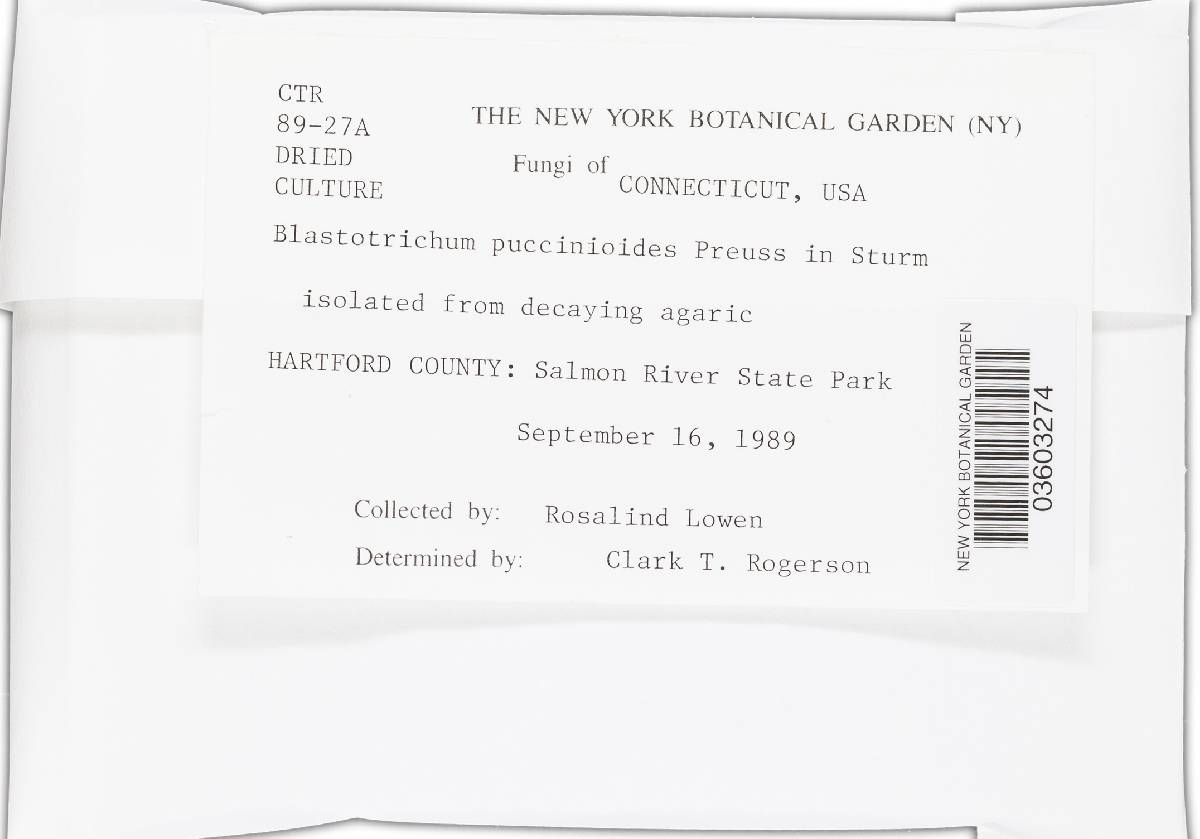 CTR
89-27A
DRIED
CULTURE
THE NEW YORK BOTANICAL GARDEN (NY)
Fungi of CONNECTICUT, USA
Blastotrichum puccinioides Preuss in Sturm
isolated from decaying agaric
HARTFORD COUNTY: Salmon River State Park
September 16, 1989
Collected by: Rosalind Lowen
Determined by: Clark T. Rogerson
NEW YORK BOTANICAL GARDEN
03603274